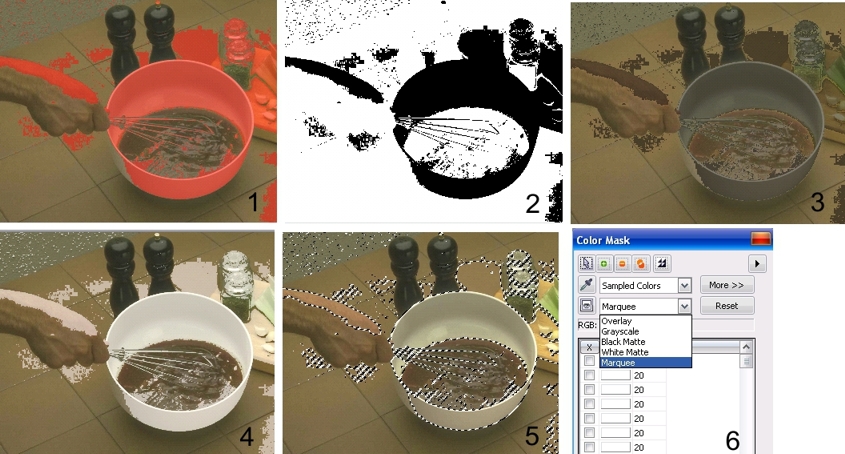 1
2
3
Color Mask
Sampled Colors
More >>
Marquee
Reset
RGB:
Overlay
Grayscale
Black Matte
White Matte
Marquee
X
20
20
20
20
20
20
4
5
6